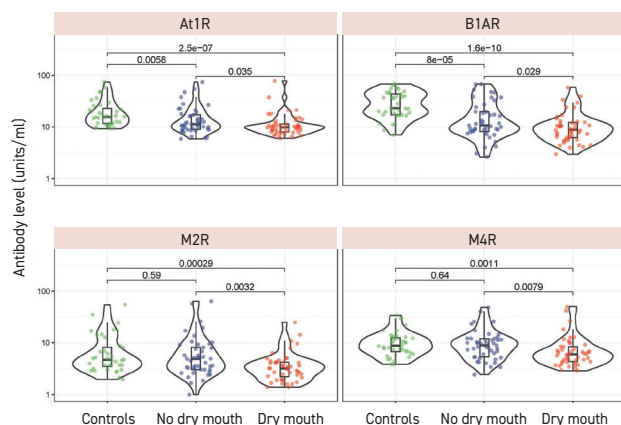 At1R
B1AR
2.5e-07
0.0058
0.035
1.6e-10
8e-05
0.029
100
10
1
Antibody level (units/ml)
M2R
M4R
0.00029
0.59
0.0032
0.0011
0.64
0.0079
100
10
1
Controls No dry mouth Dry mouth
Controls No dry mouth Dry mouth